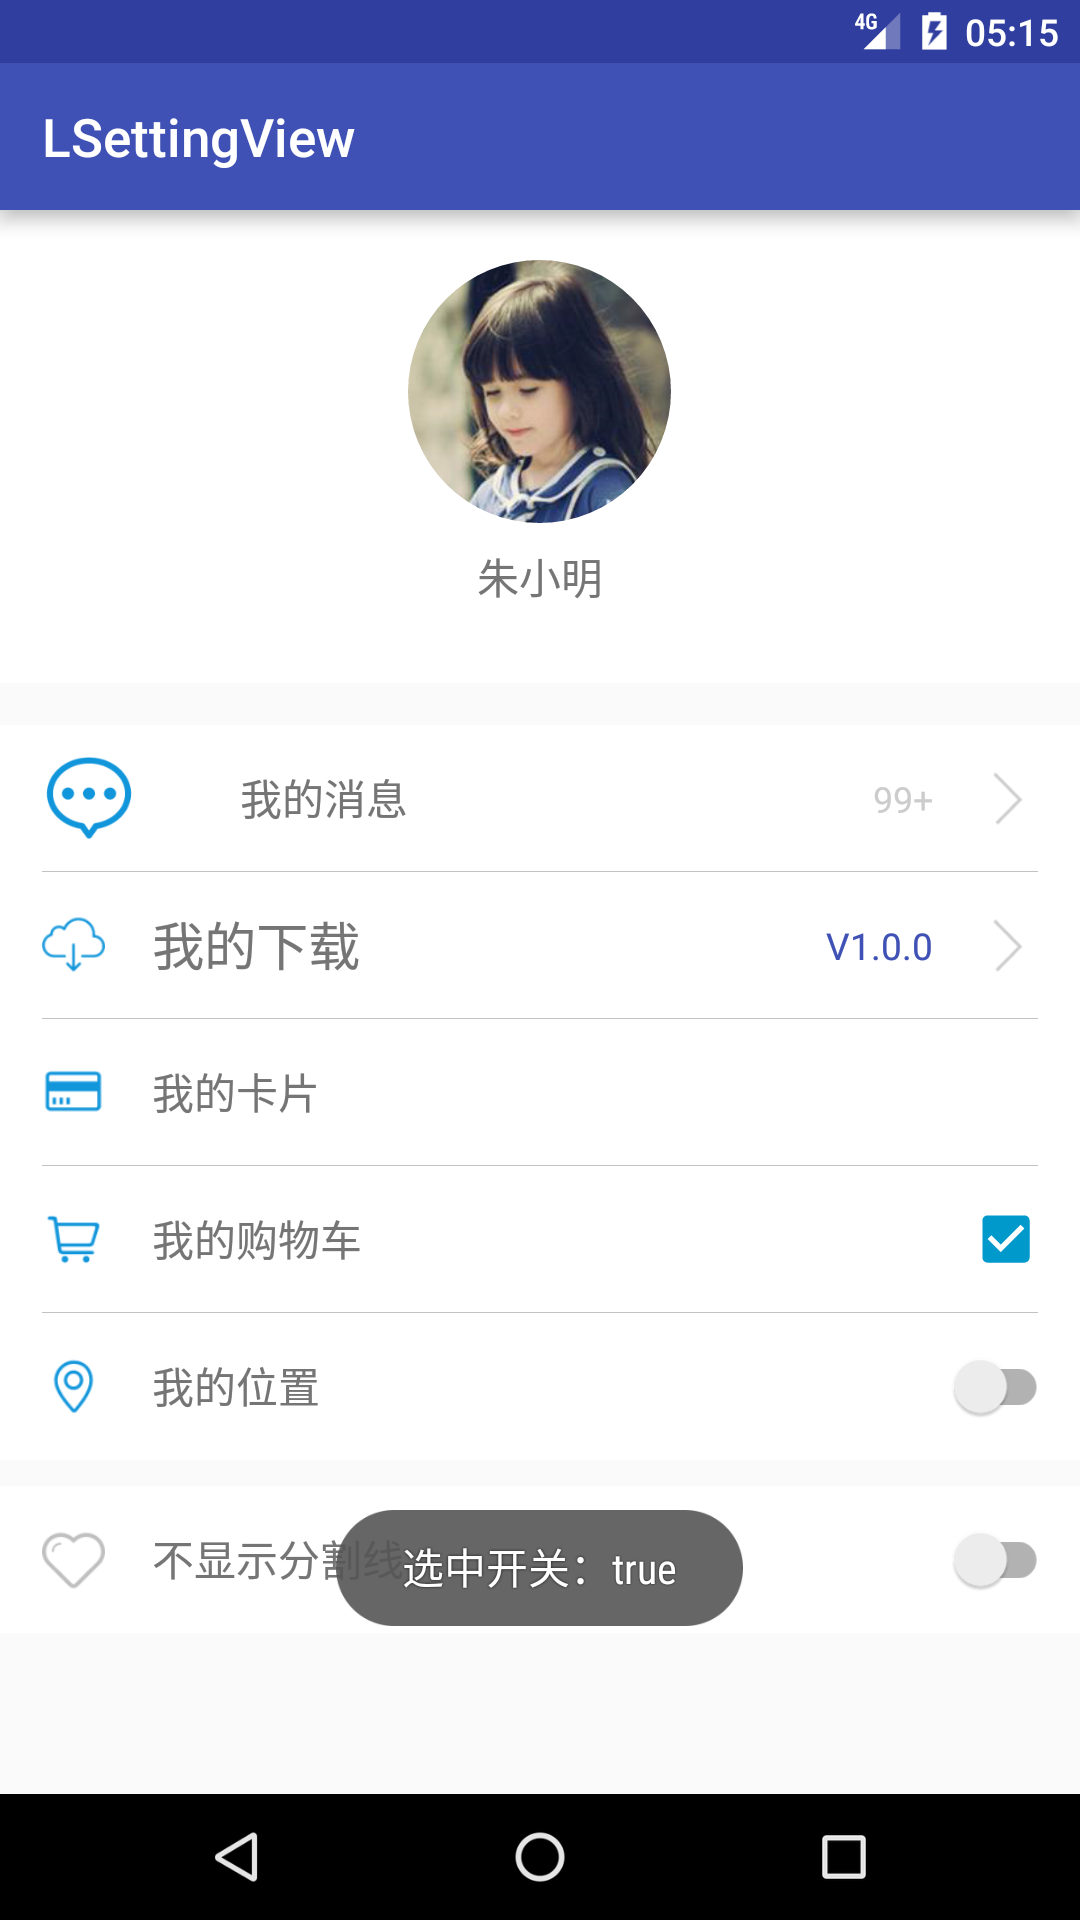 4G 05:15
LSettingView
朱小明
我的消息 99+
我的下载 V1.0.0
我的卡片
我的购物车
我的位置
不显示分割线
选中开关：true